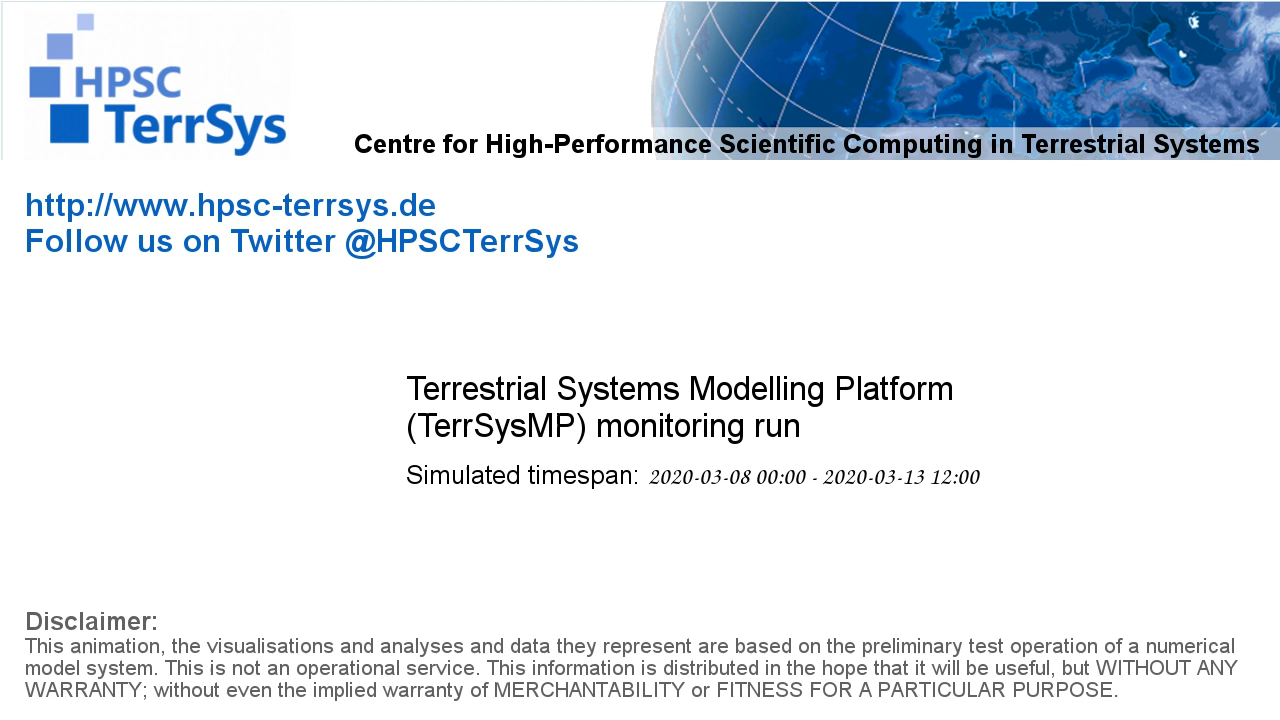 HPSC
TerrSys
Centre for High-Performance Scientific Computing in Terrestrial Systems
http://www.hpsc-terrsys.de
Follow us on Twitter @HPSCTerrSys
Terrestrial Systems Modelling Platform
(TerrSysMP) monitoring run
Simulated timespan: 2020-03-08 00:00 - 2020-03-13 12:00
Disclaimer:
This animation, the visualisations and analyses and data they represent are based on the preliminary test operation of a numerical
model system. This is not an operational service. This information is distributed in the hope that it will be useful, but WITHOUT ANY
WARRANTY; without even the implied warranty of MERCHANTABILITY or FITNESS FOR A PARTICULAR PURPOSE.